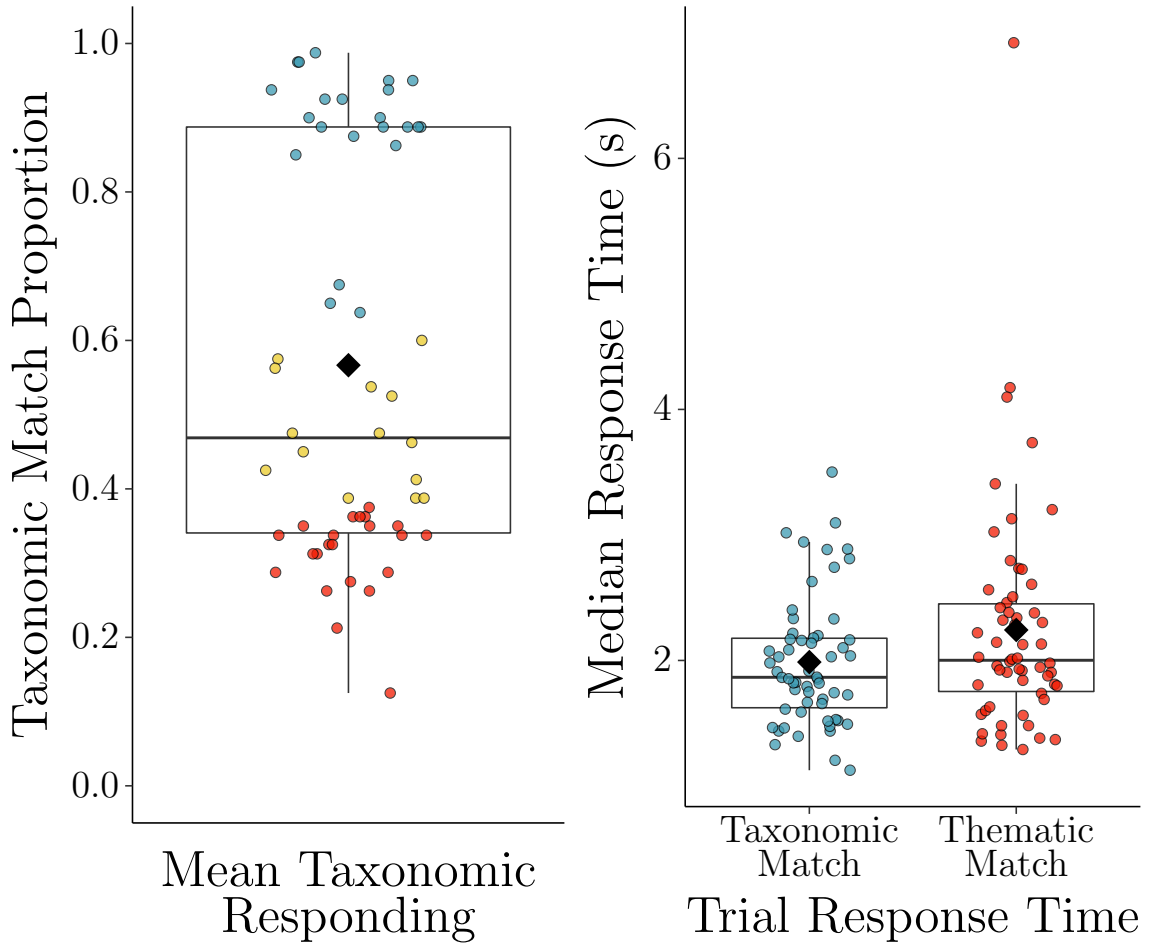 Taxonomic Match Proportion
1.0
0.8
0.6
0.4
0.2
0.0
Mean Taxonomic
Responding
Median Response Time (s)
6
4
2
Taxonomic
Match
Thematic
Match
Trial Response Time